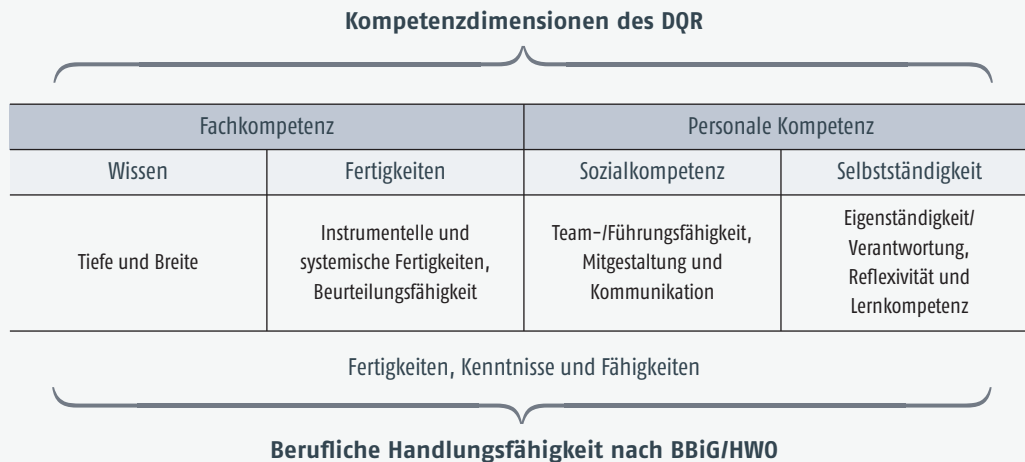 Kompetenzdimensionen des DQR
Fachkompetenz
Personale Kompetenz
Wissen
Fertigkeiten
Sozialkompetenz
Selbstständigkeit
Tiefe und Breite
Instrumentelle und
systemische Fertigkeiten,
Beurteilungsfähigkeit
Team-/Führungsfähigkeit,
Mitgestaltung und
Kommunikation
Eigenständigkeit/
Verantwortung,
Reflexivität und
Lernkompetenz
Fertigkeiten, Kenntnisse und Fähigkeiten
Berufliche Handlungsfähigkeit nach BBiG/HWO